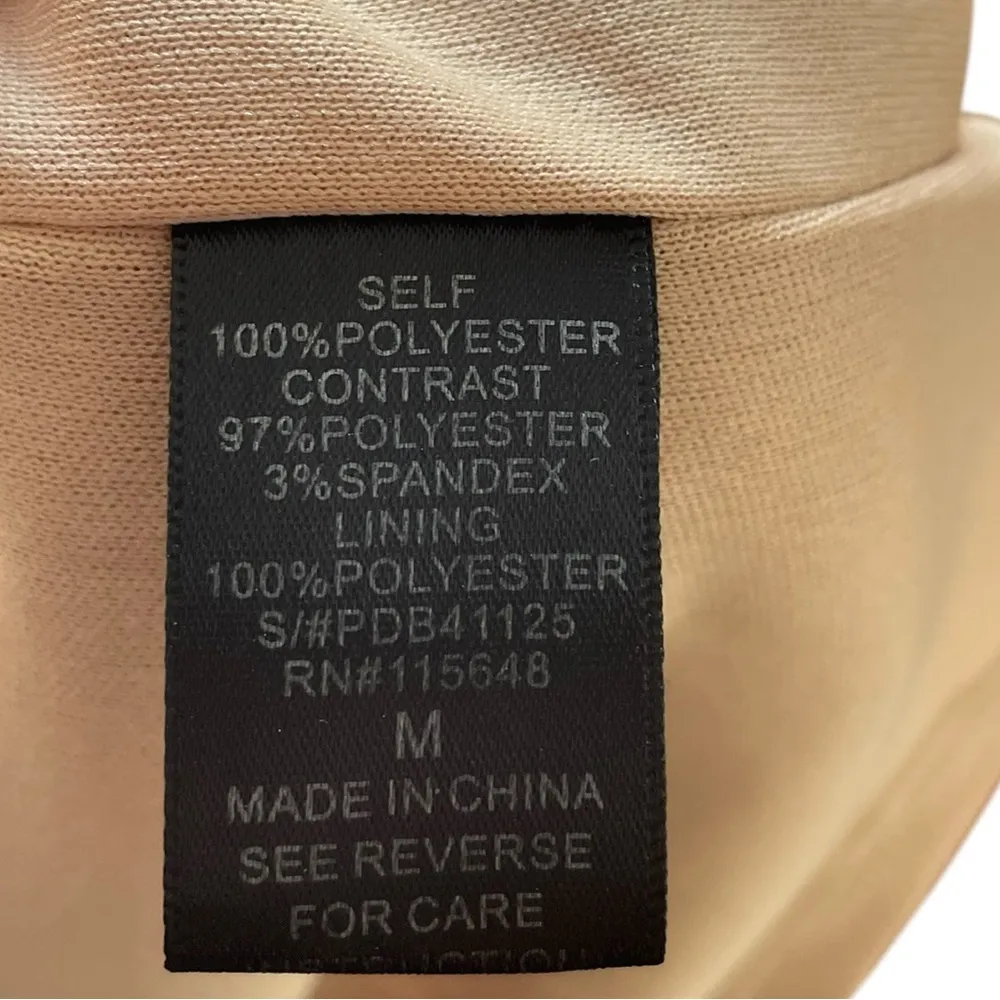 SELF
100%POLYESTER
CONTRAST
97%POLYESTER
3%SPANDEX
LINING
100%POLYESTER
S/#PDB41125
RN#115648
M
MADE IN CHINA
SEE REVERSE
FOR CARE